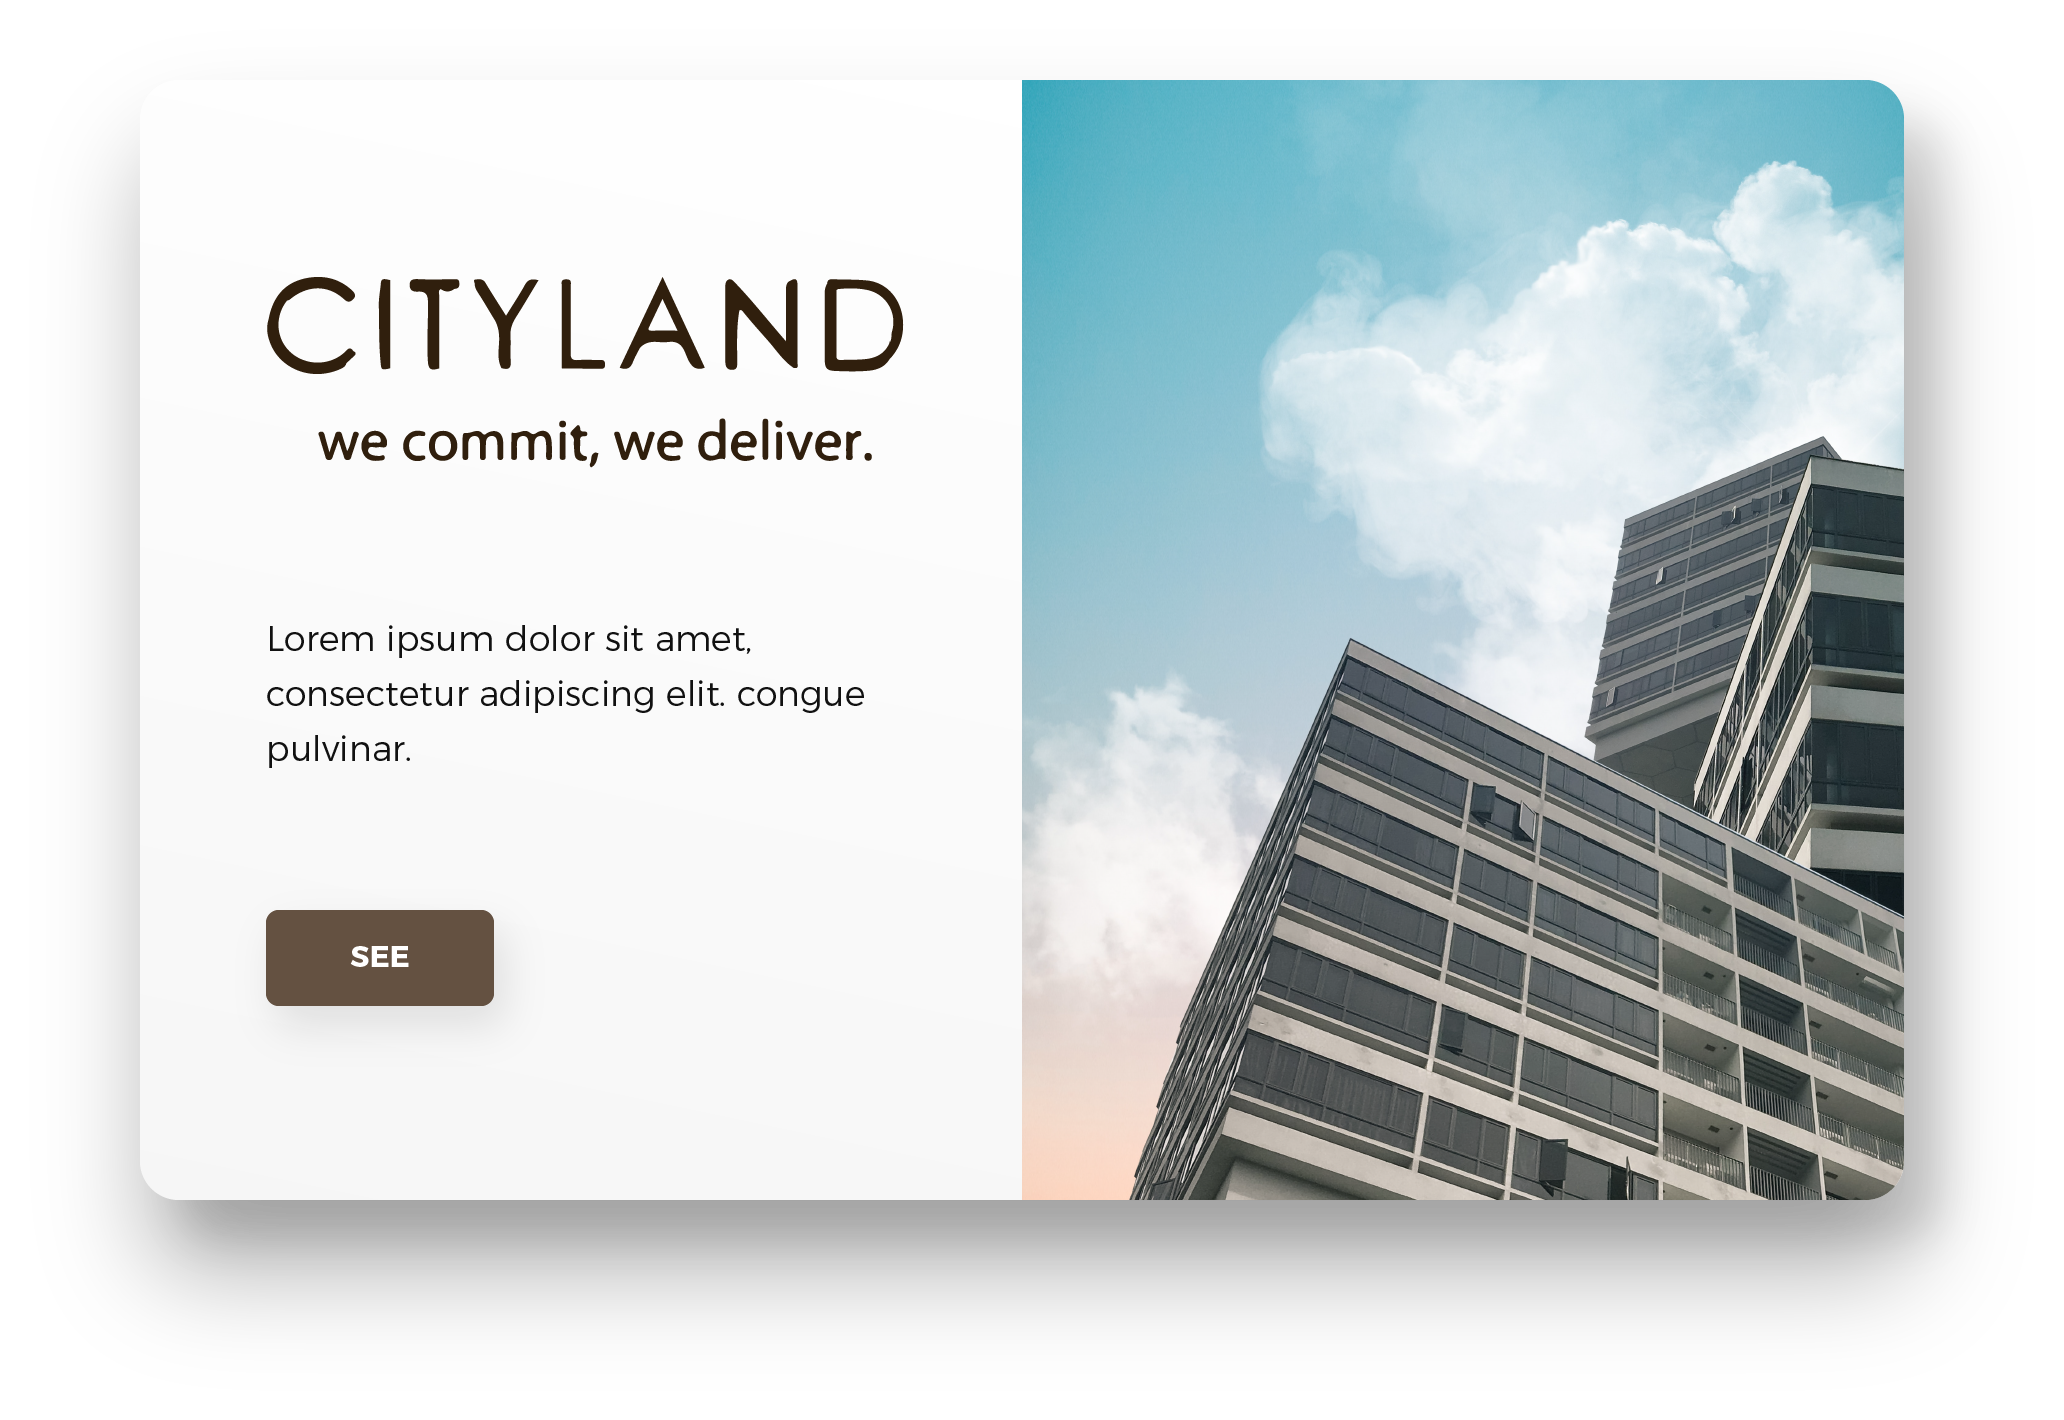 CITYLAND
we commit, we deliver.
Lorem ipsum dolor sit amet,
consectetur adipiscing elit. congue
pulvinar.
SEE